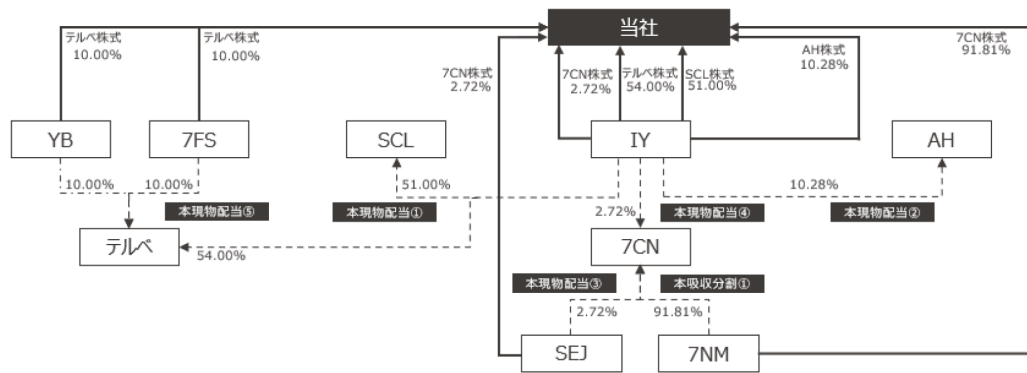 当社
テルベ株式
10.00%
テルベ株式
10.00%
7CN株式
2.72%
7CN株式
2.72%
テルベ株式
54.00%
SCL株式
51.00%
AH株式
10.28%
7CN株式
91.81%
YB
7FS
SCL
IY
AH
10.00%
10.00%
51.00%
10.28%
本現物配当⑤
本現物配当①
2.72%
本現物配当④
本現物配当②
テルベ
54.00%
7CN
本現物配当③
本吸収分割①
2.72%
91.81%
SEJ
7NM